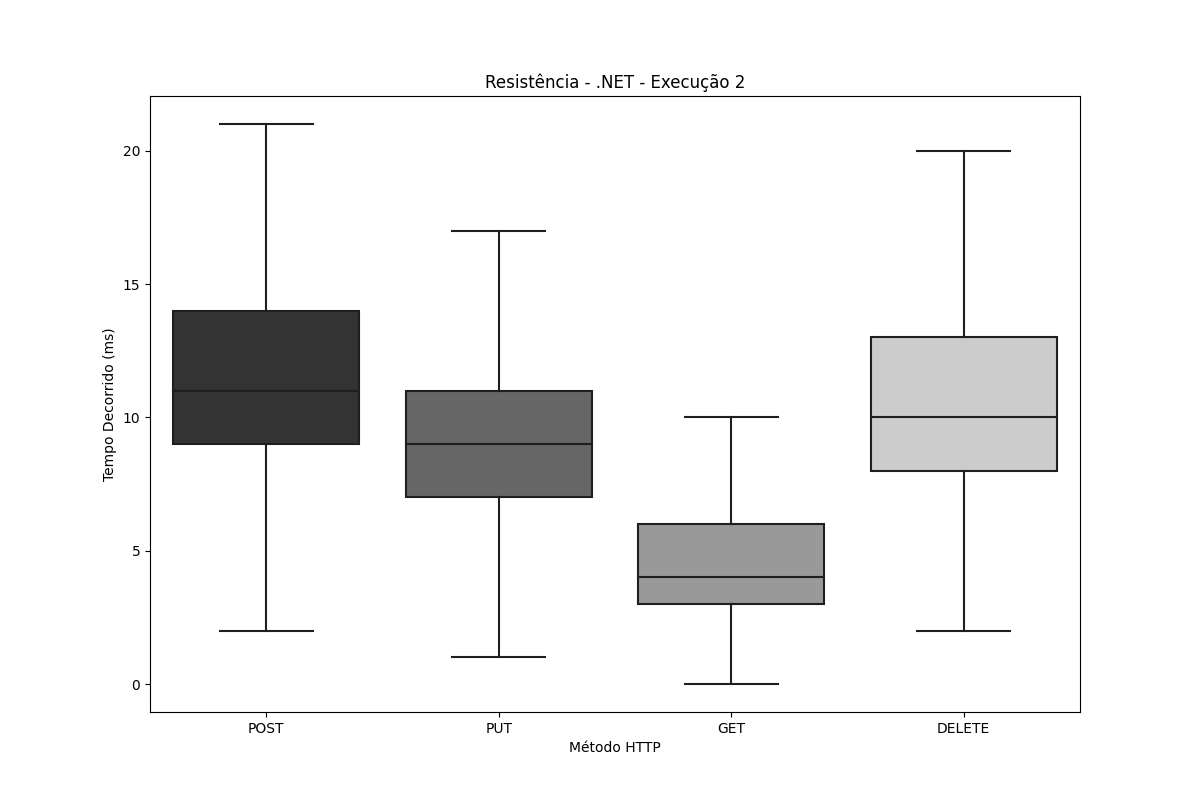 Resistência - .NET - Execução 2
Tempo Decorrido (ms)
20
15
10
5
0
POST PUT GET DELETE
Método HTTP